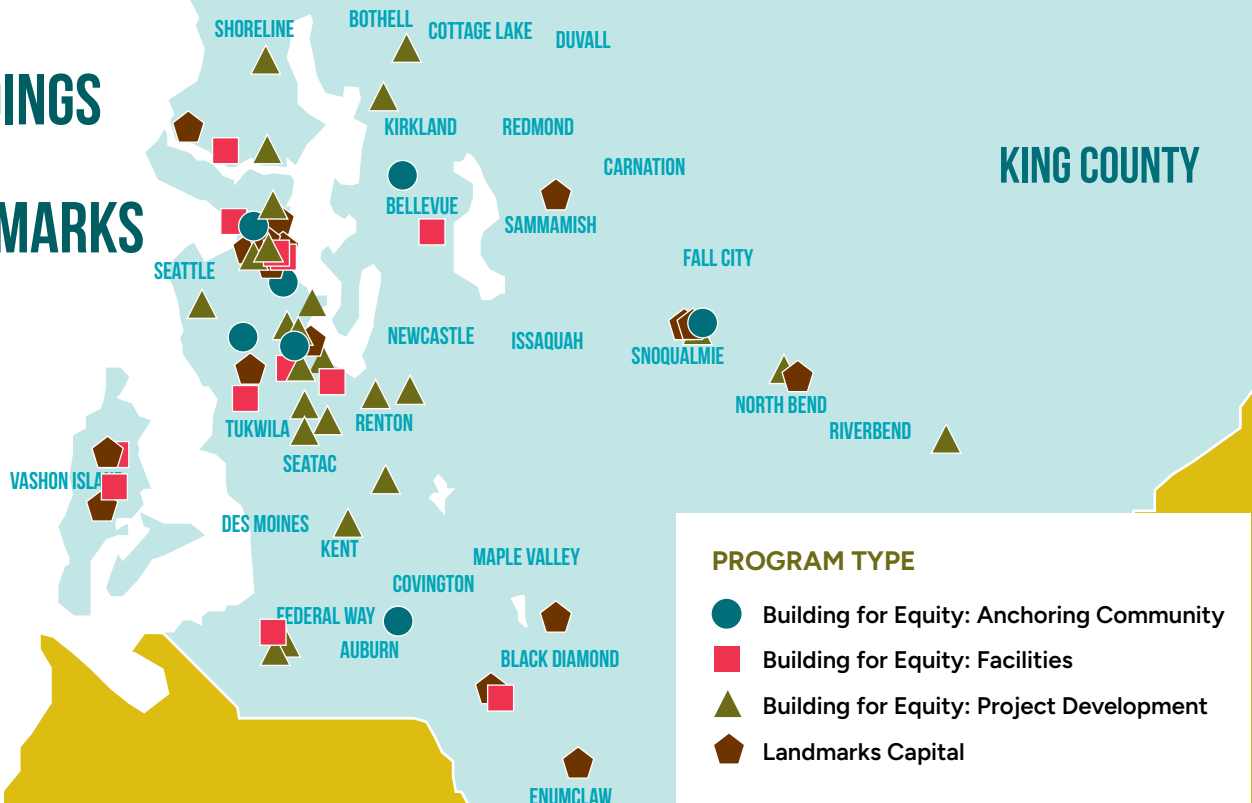 SHORELINE
BOTHELL
COTTAGE LAKE
DUVALL
INGS
KIRKLAND
REDMOND
KING COUNTY
CARNATION
BELLEVUE
SAMMAMISH
MARKS
SEATTLE
FALL CITY
NEWCASTLE
ISSAQUAH
SNOQUALMIE
NORTH BEND
TUKWILA
RENTON
RIVERBEND
SEATAC
VASHON ISLAND
DES MOINES
KENT
MAPLE VALLEY
COVINGTON
FEDERAL WAY
AUBURN
BLACK DIAMOND
ENUMCLAW
PROGRAM TYPE
Building for Equity: Anchoring Community
Building for Equity: Facilities
Building for Equity: Project Development
Landmarks Capital